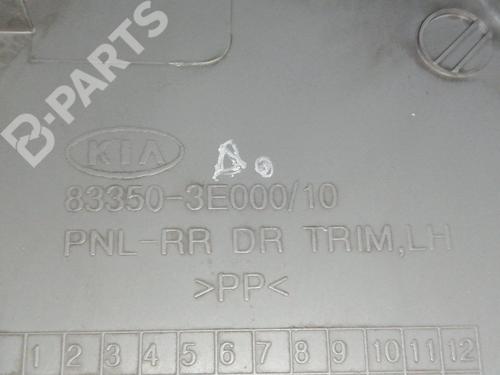 B-PARTS
KIA
Δ.
83350-3E000/10
PNL-RR DR TRIM,LH
>PP<
1 2 3 4 5 6 7 8 9 10 11 12